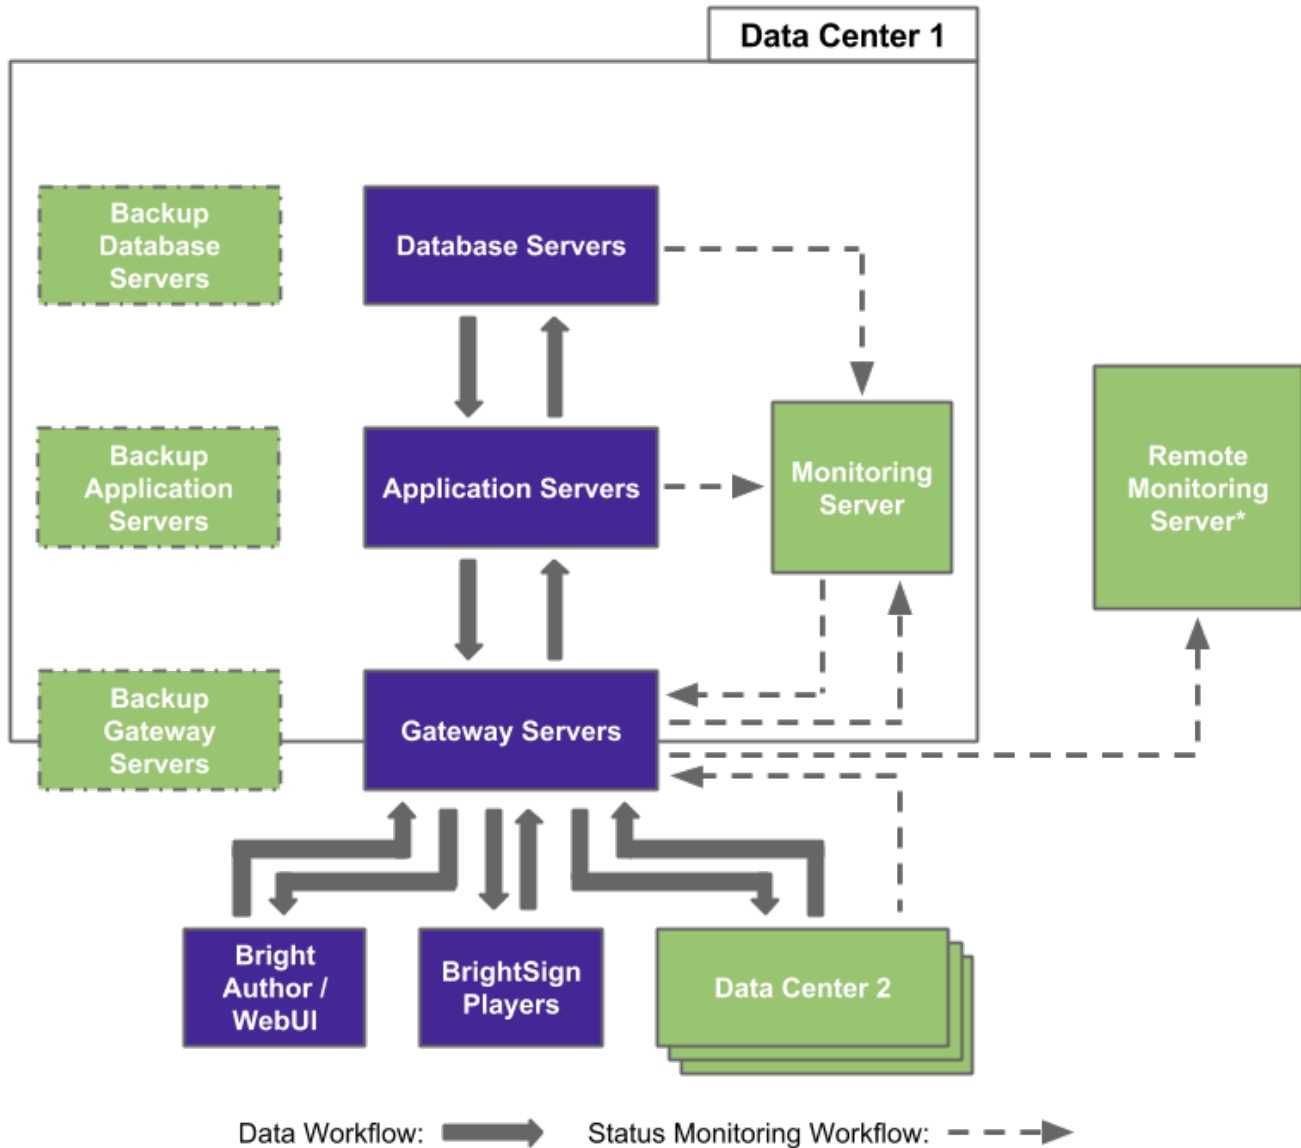 Data Center 1
Backup
Database
Servers
Database Servers
Backup
Application
Servers
Application Servers
Monitoring
Server
Remote
Monitoring
Server*
Backup
Gateway
Servers
Gateway Servers
Bright
Author /
WebUI
BrightSign
Players
Data Center 2
Data Workflow:
Status Monitoring Workflow: